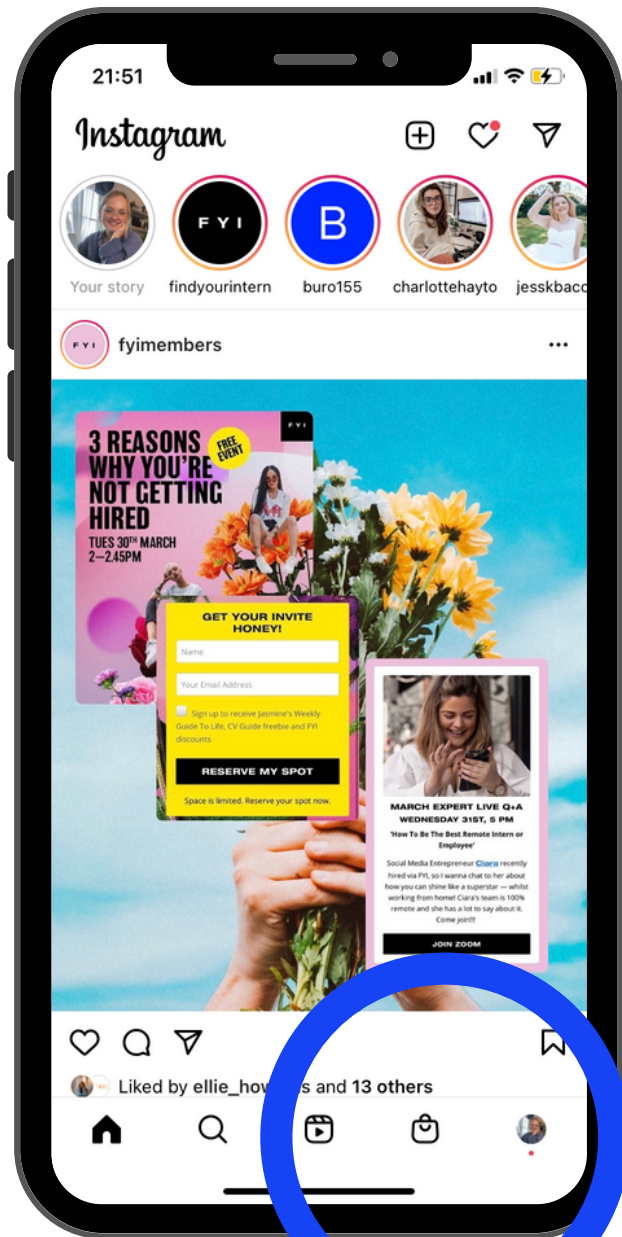 21:51
Instagram
F Y I
B
Your story
findyourintern
buro155
charlottehayto
jesskbacc
F Y I
fyimembers
F Y I
3 REASONS
WHY YOU'RE
NOT GETTING
HIRED
FREE
EVENT
TUES 30TH MARCH
2–2.45PM
GET YOUR INVITE
HONEY!
Name
Your Email Address
Sign up to receive Jasmine's Weekly
Guide To Life, CV Guide freebie and FYI
discounts
RESERVE MY SPOT
Space is limited. Reserve your spot now.
MARCH EXPERT LIVE Q+A
WEDNESDAY 31ST, 5 PM
'How To Be The Best Remote Intern or
Employee'
Social Media Entrepreneur Ciara recently
hired via FYI, so I wanna chat to her about
how you can shine like a superstar — whilst
working from home! Ciara's team is 100%
remote and she has a lot to say about it.
Come join!!!
JOIN ZOOM
Liked by and 13 others